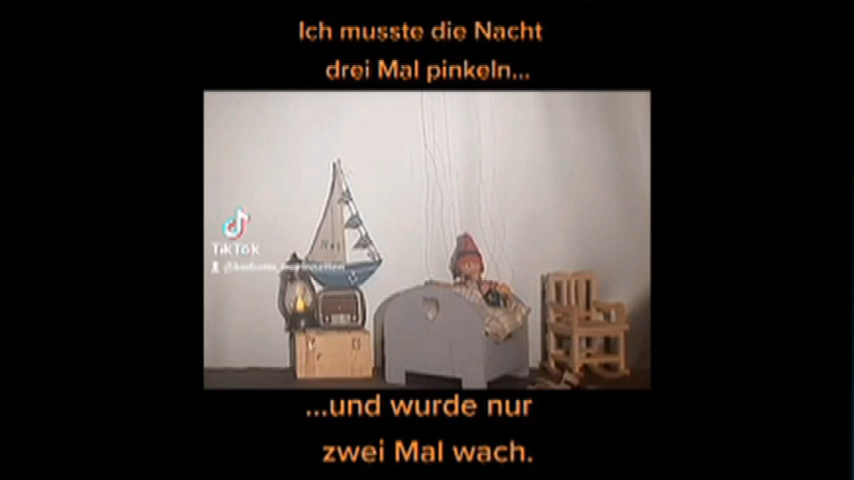 Ich musste die Nacht
drei Mal pinkeln...
TikTok
...und wurde nur
zwei Mal wach.